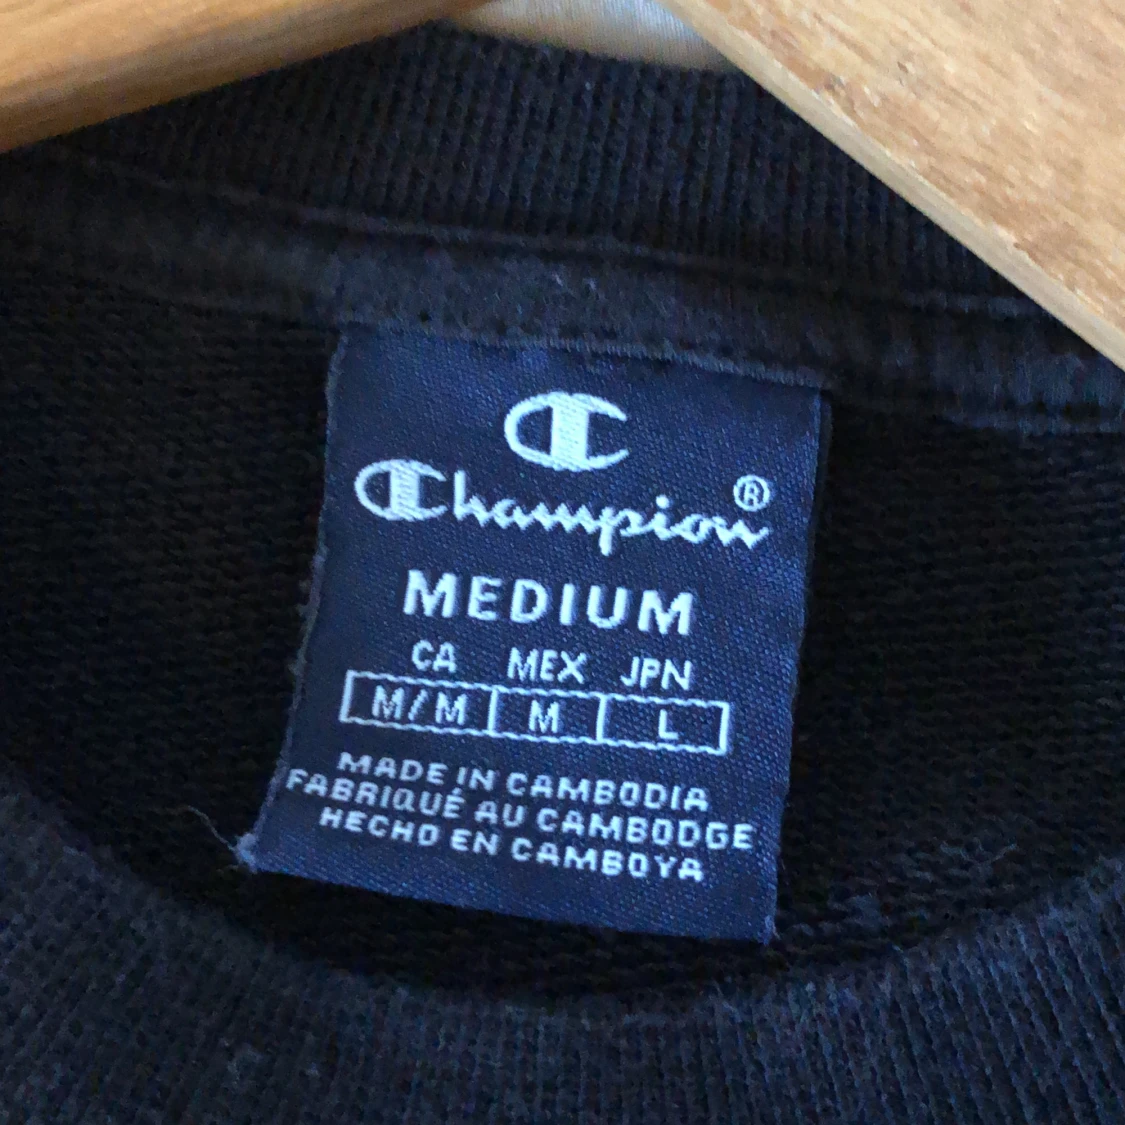 C
Champion®
MEDIUM
CA MEX JPN
M/M M L
MADE IN CAMBODIA
FABRIQUÉ AU CAMBODGE
HECHO EN CAMBOYA